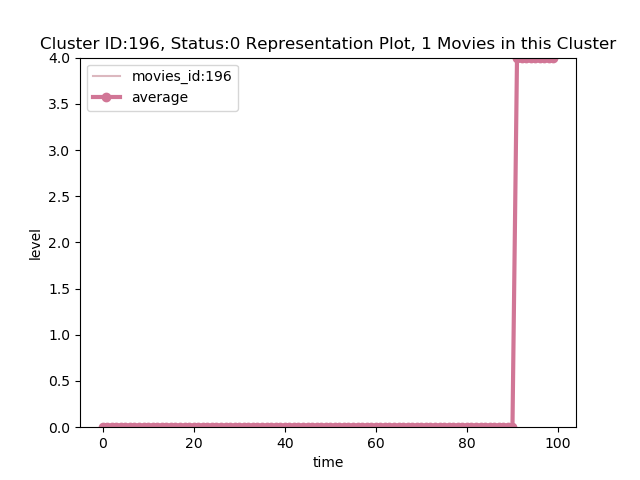 Cluster ID:196, Status:0 Representation Plot, 1 Movies in this Cluster
movies_id:196
average
level
4.0
3.5
3.0
2.5
2.0
1.5
1.0
0.5
0.0
0 20 40 60 80 100
time